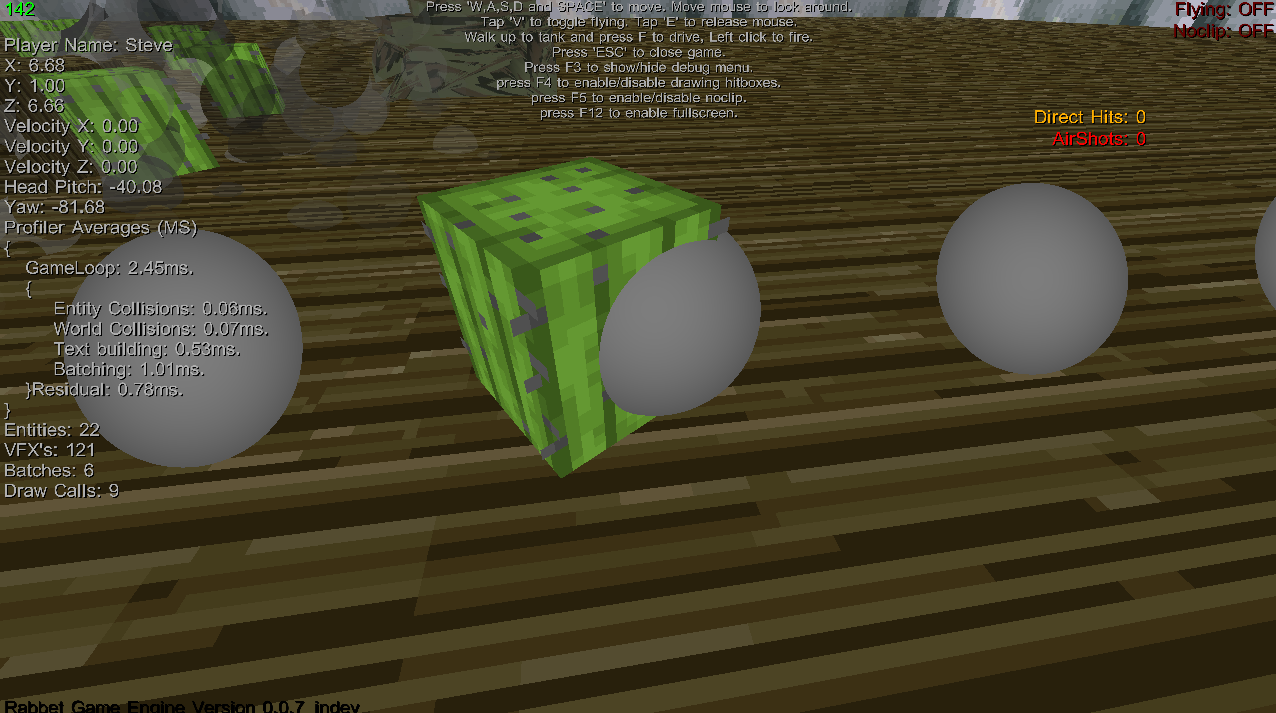 142
Player Name: Steve
X: 6.68
Y: 1.00
Z: 6.66
Velocity X: 0.00
Velocity Y: 0.00
Velocity Z: 0.00
Head Pitch: -40.08
Yaw: -81.68
Profiler Averages (MS)
{
GameLoop: 2.45ms.
{
Entity Collisions: 0.06ms.
World Collisions: 0.07ms.
Text building: 0.53ms.
Batching: 1.01ms.
}Residual: 0.78ms.
}
Entities: 22
VFX's: 121
Batches: 6
Draw Calls: 9
Press 'W,A,S,D and SPACE' to move. Move mouse to look around.
Tap 'V' to toggle flying. Tap 'E' to release mouse.
Walk up to tank and press F to drive, Left click to fire.
Press 'ESC' to close game.
Press F3 to show/hide debug menu.
press F4 to enable/disable drawing hitboxes.
press F5 to enable/disable noclip.
press F12 to enable fullscreen.
Flying: OFF
Noclip: OFF
Direct Hits: 0
AirShots: 0
Rabbet Game Engine Version 0.0.7_indev